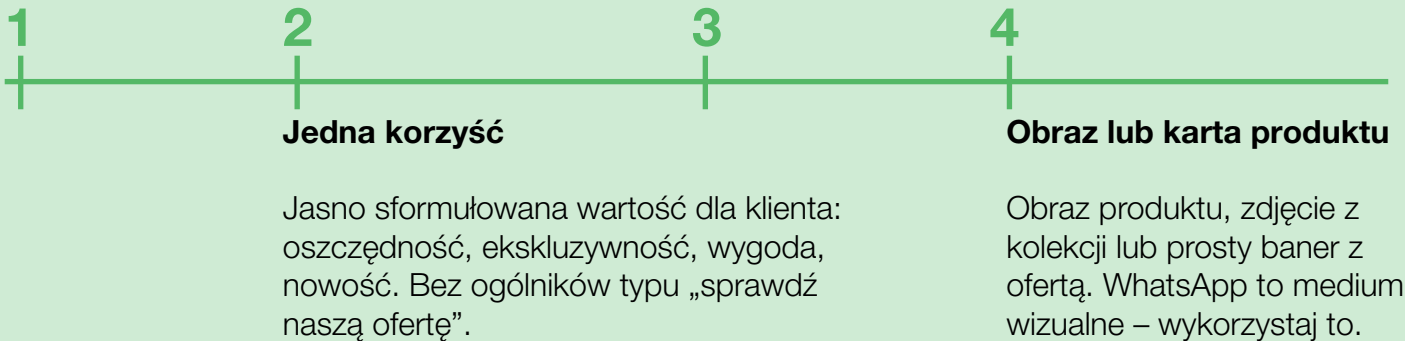 1
2
3
4
Jedna korzyść
Jasno sformułowana wartość dla klienta:
oszczędność, ekskluzywność, wygoda,
nowość. Bez ogólników typu „sprawdź
naszą ofertę”.
Obraz lub karta produktu
Obraz produktu, zdjęcie z
kolekcji lub prosty baner z
ofertą. WhatsApp to medium
wizualne – wykorzystaj to.